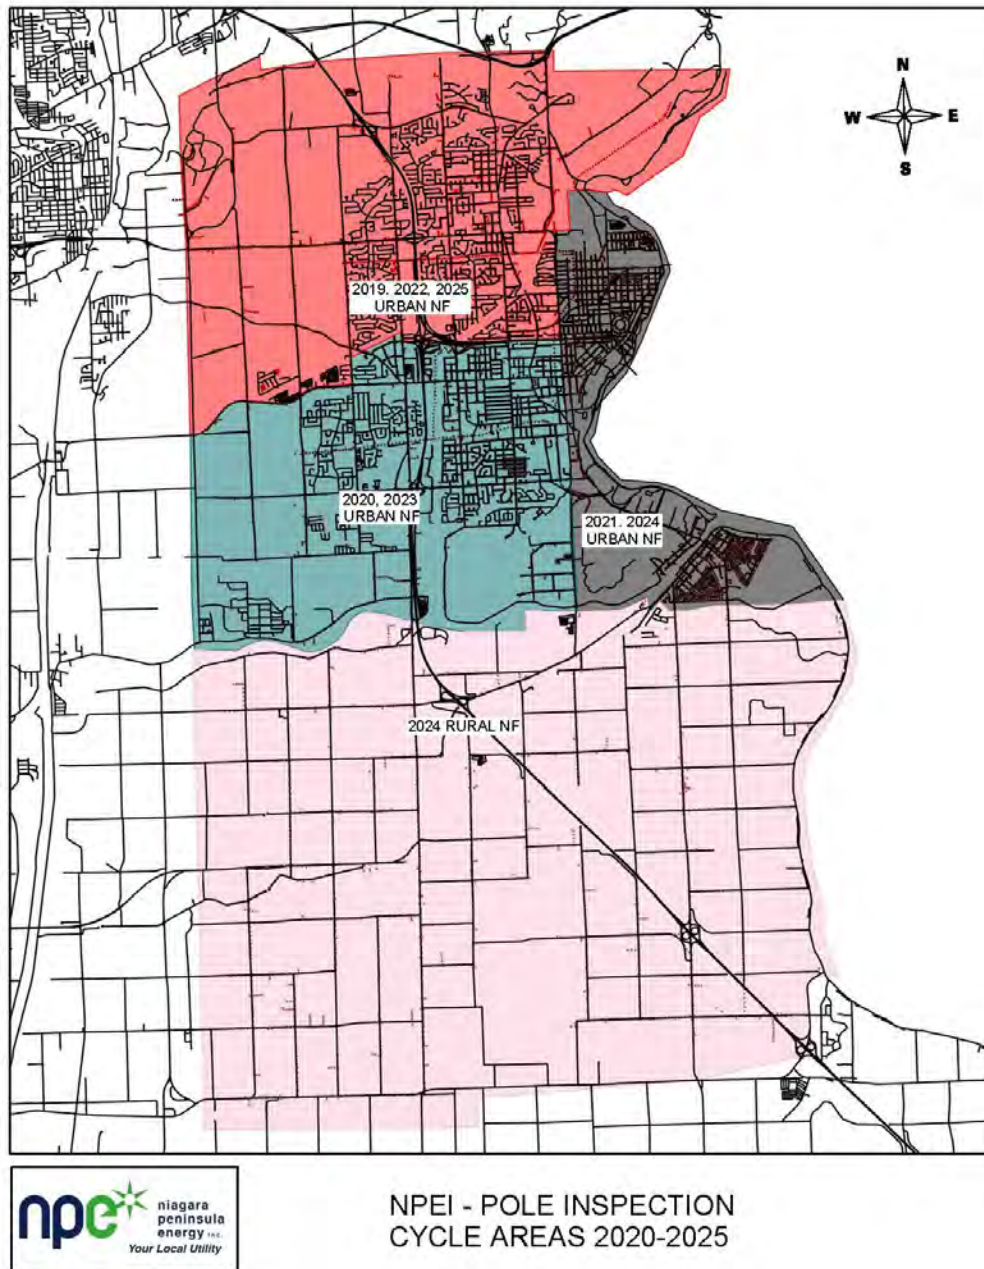 N
W E
S
2019. 2022, 2025
URBAN NF
2020, 2023
URBAN NF
2021. 2024
URBAN NF
2024 RURAL NF
npe
niagara
peninsula
energy inc.
Your Local Utility
NPEI - POLE INSPECTION
CYCLE AREAS 2020-2025